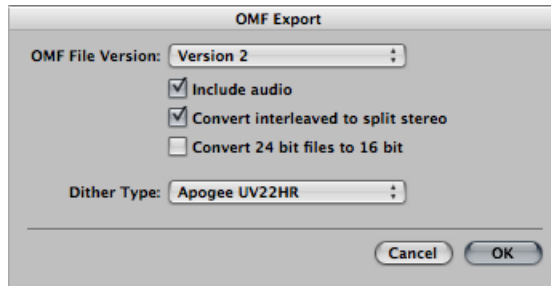 OMF Export
OMF File Version: Version 2
Include audio
Convert interleaved to split stereo
Convert 24 bit files to 16 bit
Dither Type: Apogee UV22HR
Cancel OK